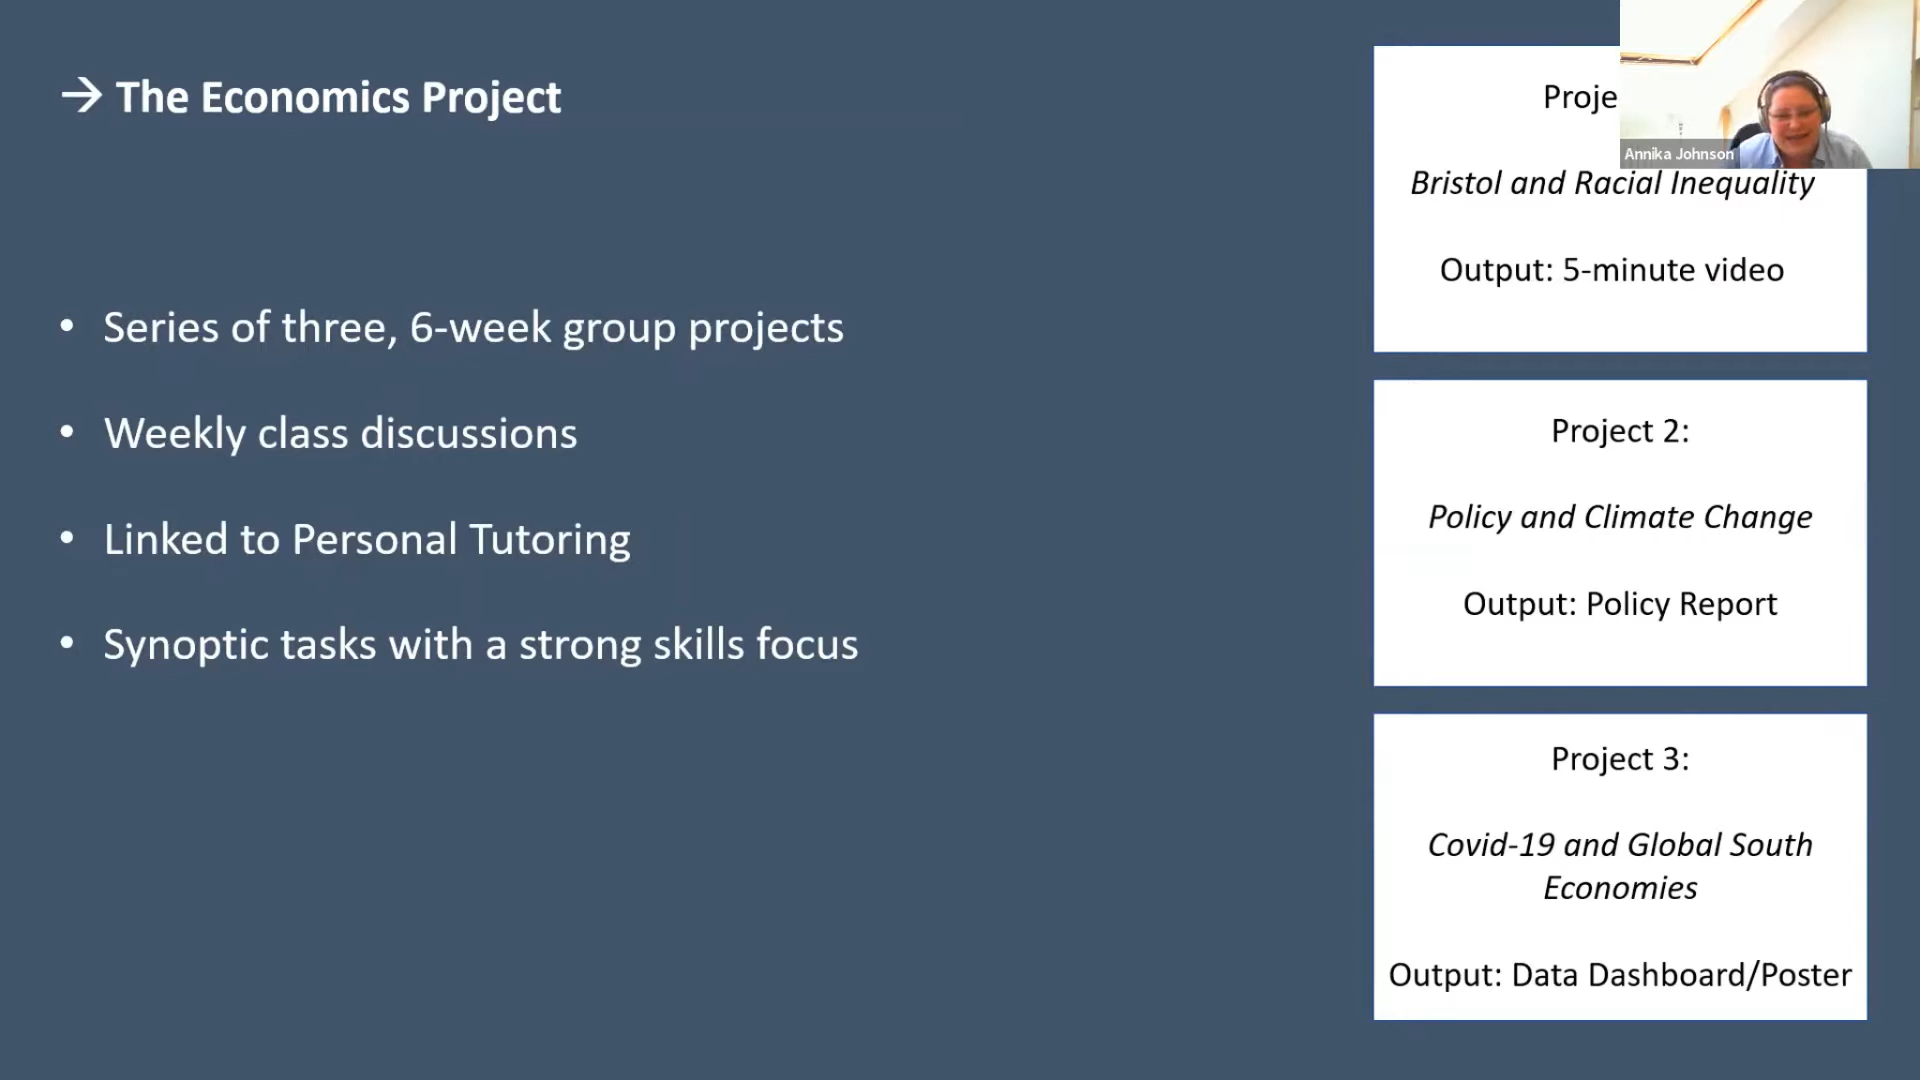 → The Economics Project
• Series of three, 6-week group projects
• Weekly class discussions
• Linked to Personal Tutoring
• Synoptic tasks with a strong skills focus
Proje
Annika Johnson
Bristol and Racial Inequality
Output: 5-minute video
Project 2:
Policy and Climate Change
Output: Policy Report
Project 3:
Covid-19 and Global South
Economies
Output: Data Dashboard/Poster